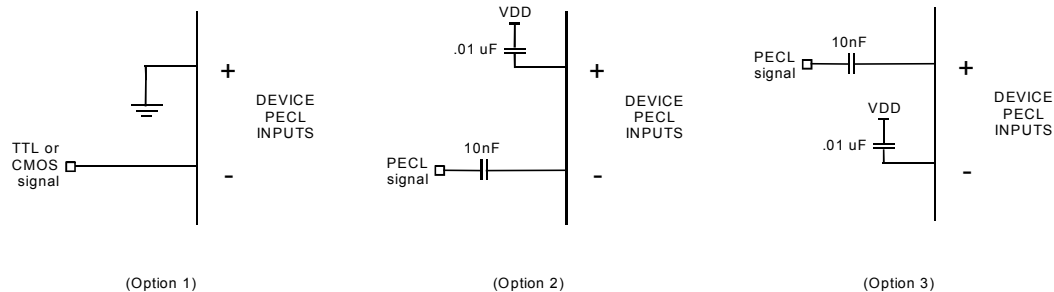 +
DEVICE
PECL
INPUTS
TTL or
CMOS
signal
-
(Option 1)
VDD
.01 uF
+
DEVICE
PECL
INPUTS
10nF
PECL
signal
-
(Option 2)
10nF
PECL
signal
+
VDD
DEVICE
PECL
INPUTS
.01 uF
-
(Option 3)